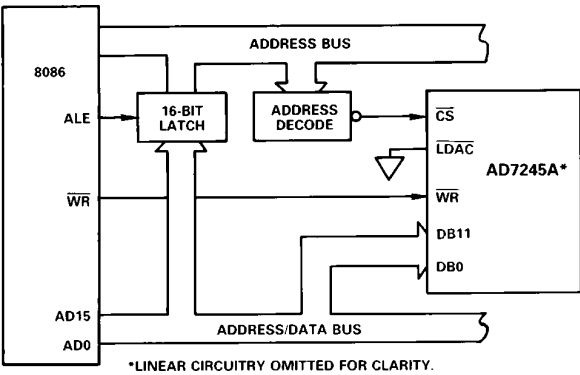 ADDRESS BUS
8086
ALE
16-BIT
LATCH
ADDRESS
DECODE
CS
LDAC
AD7245A*
WR
WR
DB11
DB0
AD15
AD0
ADDRESS/DATA BUS
*LINEAR CIRCUITRY OMITTED FOR CLARITY.